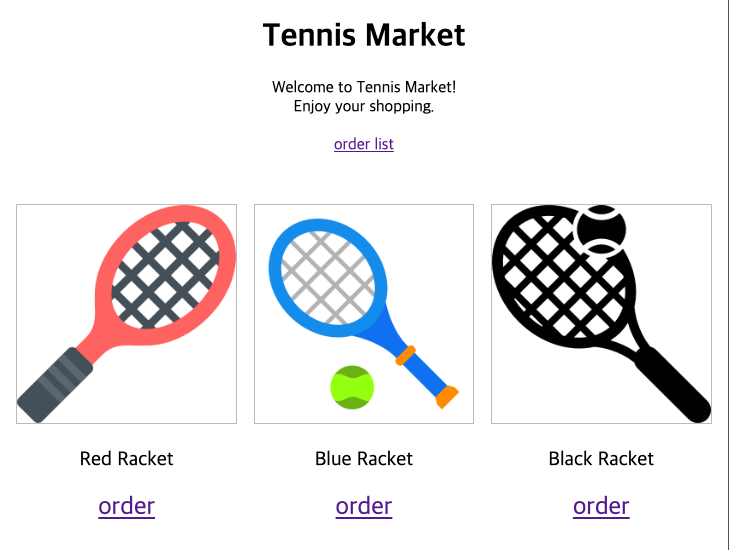 Tennis Market
Welcome to Tennis Market!
Enjoy your shopping.
order list
Red Racket
Blue Racket
Black Racket
order
order
order